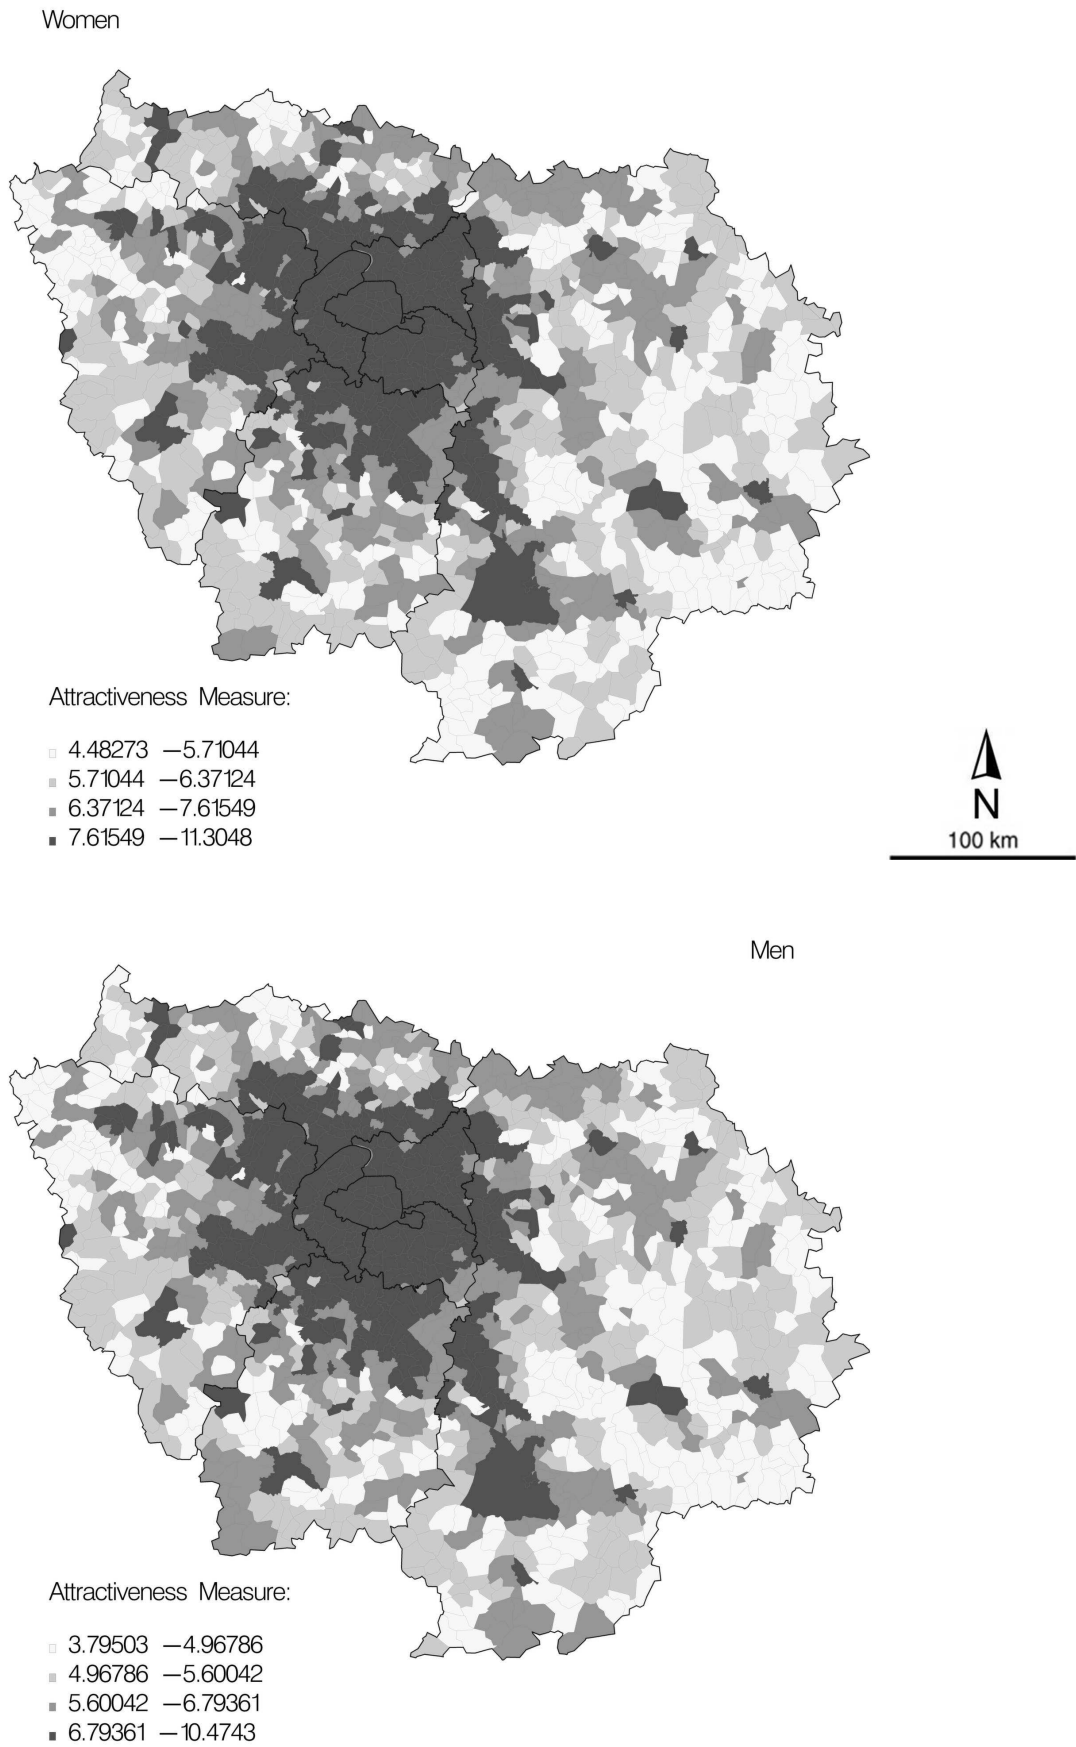 Women
Attractiveness Measure:
4.48273 —5.71044
5.71044 —6.37124
6.37124 —7.61549
7.61549 —11.3048
N
100 km
Men
Attractiveness Measure:
3.79503 —4.96786
4.96786 —5.60042
5.60042 —6.79361
6.79361 —10.4743